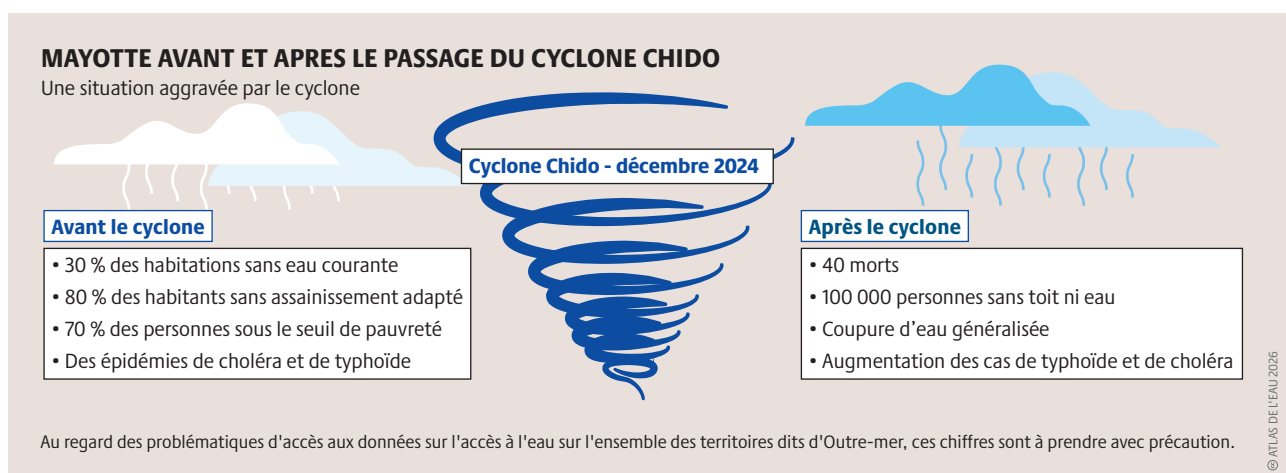 MAYOTTE AVANT ET APRES LE PASSAGE DU CYCLONE CHIDO
Une situation aggravée par le cyclone
Cyclone Chido - décembre 2024
Avant le cyclone
• 30 % des habitations sans eau courante
• 80 % des habitants sans assainissement adapté
• 70 % des personnes sous le seuil de pauvreté
• Des épidémies de choléra et de typhoïde
Après le cyclone
• 40 morts
• 100 000 personnes sans toit ni eau
• Coupure d’eau généralisée
• Augmentation des cas de typhoïde et de choléra
Au regard des problématiques d'accès aux données sur l'accès à l'eau sur l'ensemble des territoires dits d'Outre-mer, ces chiffres sont à prendre avec précaution.
© ATLAS DE L'EAU 2026